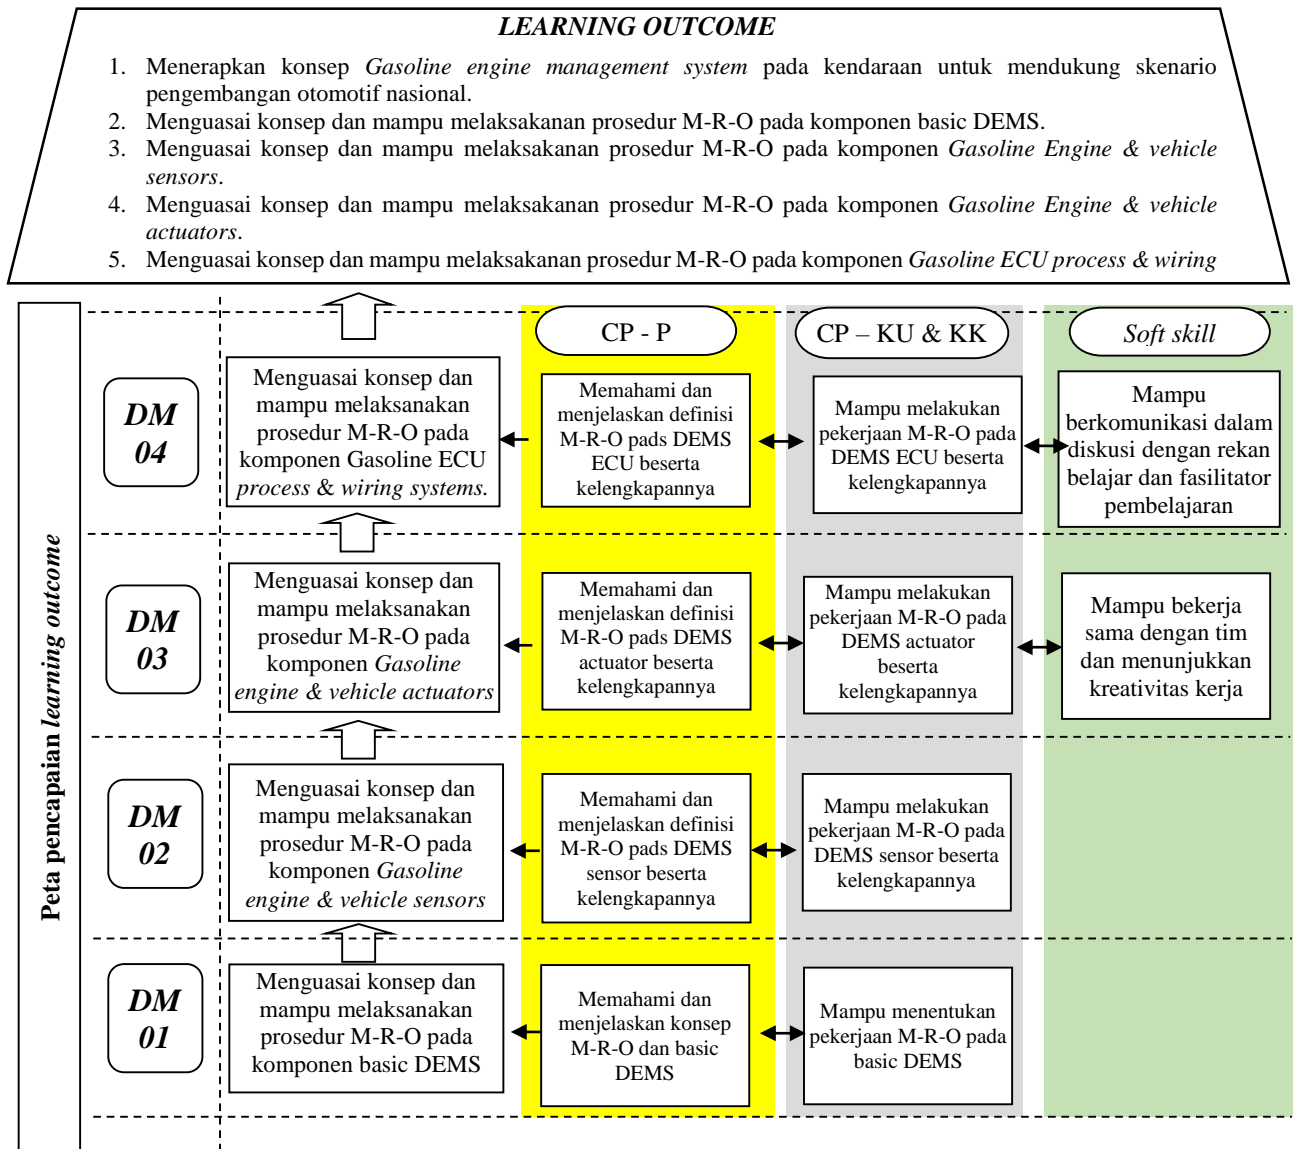 LEARNING OUTCOME
1. Menerapkan konsep Gasoline engine management system pada kendaraan untuk mendukung skenario
pengembangan otomotif nasional.
2. Menguasai konsep dan mampu melaksakanan prosedur M-R-O pada komponen basic DEMS.
3. Menguasai konsep dan mampu melaksakanan prosedur M-R-O pada komponen Gasoline Engine & vehicle
sensors.
4. Menguasai konsep dan mampu melaksakanan prosedur M-R-O pada komponen Gasoline Engine & vehicle
actuators.
5. Menguasai konsep dan mampu melaksakanan prosedur M-R-O pada komponen Gasoline ECU process & wiring
Peta pencapaian learning outcome
CP - P
CP – KU & KK
Soft skill
DM
04
Menguasai konsep dan
mampu melaksanakan
prosedur M-R-O pada
komponen Gasoline ECU
process & wiring systems.
Memahami dan
menjelaskan definisi
M-R-O pads DEMS
ECU beserta
kelengkapannya
Mampu melakukan
pekerjaan M-R-O pada
DEMS ECU beserta
kelengkapannya
Mampu
berkomunikasi dalam
diskusi dengan rekan
belajar dan fasilitator
pembelajaran
DM
03
Menguasai konsep dan
mampu melaksanakan
prosedur M-R-O pada
komponen Gasoline
engine & vehicle actuators
Memahami dan
menjelaskan definisi
M-R-O pads DEMS
actuator beserta
kelengkapannya
Mampu melakukan
pekerjaan M-R-O pada
DEMS actuator
beserta
kelengkapannya
Mampu bekerja
sama dengan tim
dan menunjukkan
kreativitas kerja
DM
02
Menguasai konsep dan
mampu melaksanakan
prosedur M-R-O pada
komponen Gasoline
engine & vehicle sensors
Memahami dan
menjelaskan definisi
M-R-O pads DEMS
sensor beserta
kelengkapannya
Mampu melakukan
pekerjaan M-R-O pada
DEMS sensor beserta
kelengkapannya
DM
01
Menguasai konsep dan
mampu melaksanakan
prosedur M-R-O pada
komponen basic DEMS
Memahami dan
menjelaskan konsep
M-R-O dan basic
DEMS
Mampu menentukan
pekerjaan M-R-O pada
basic DEMS